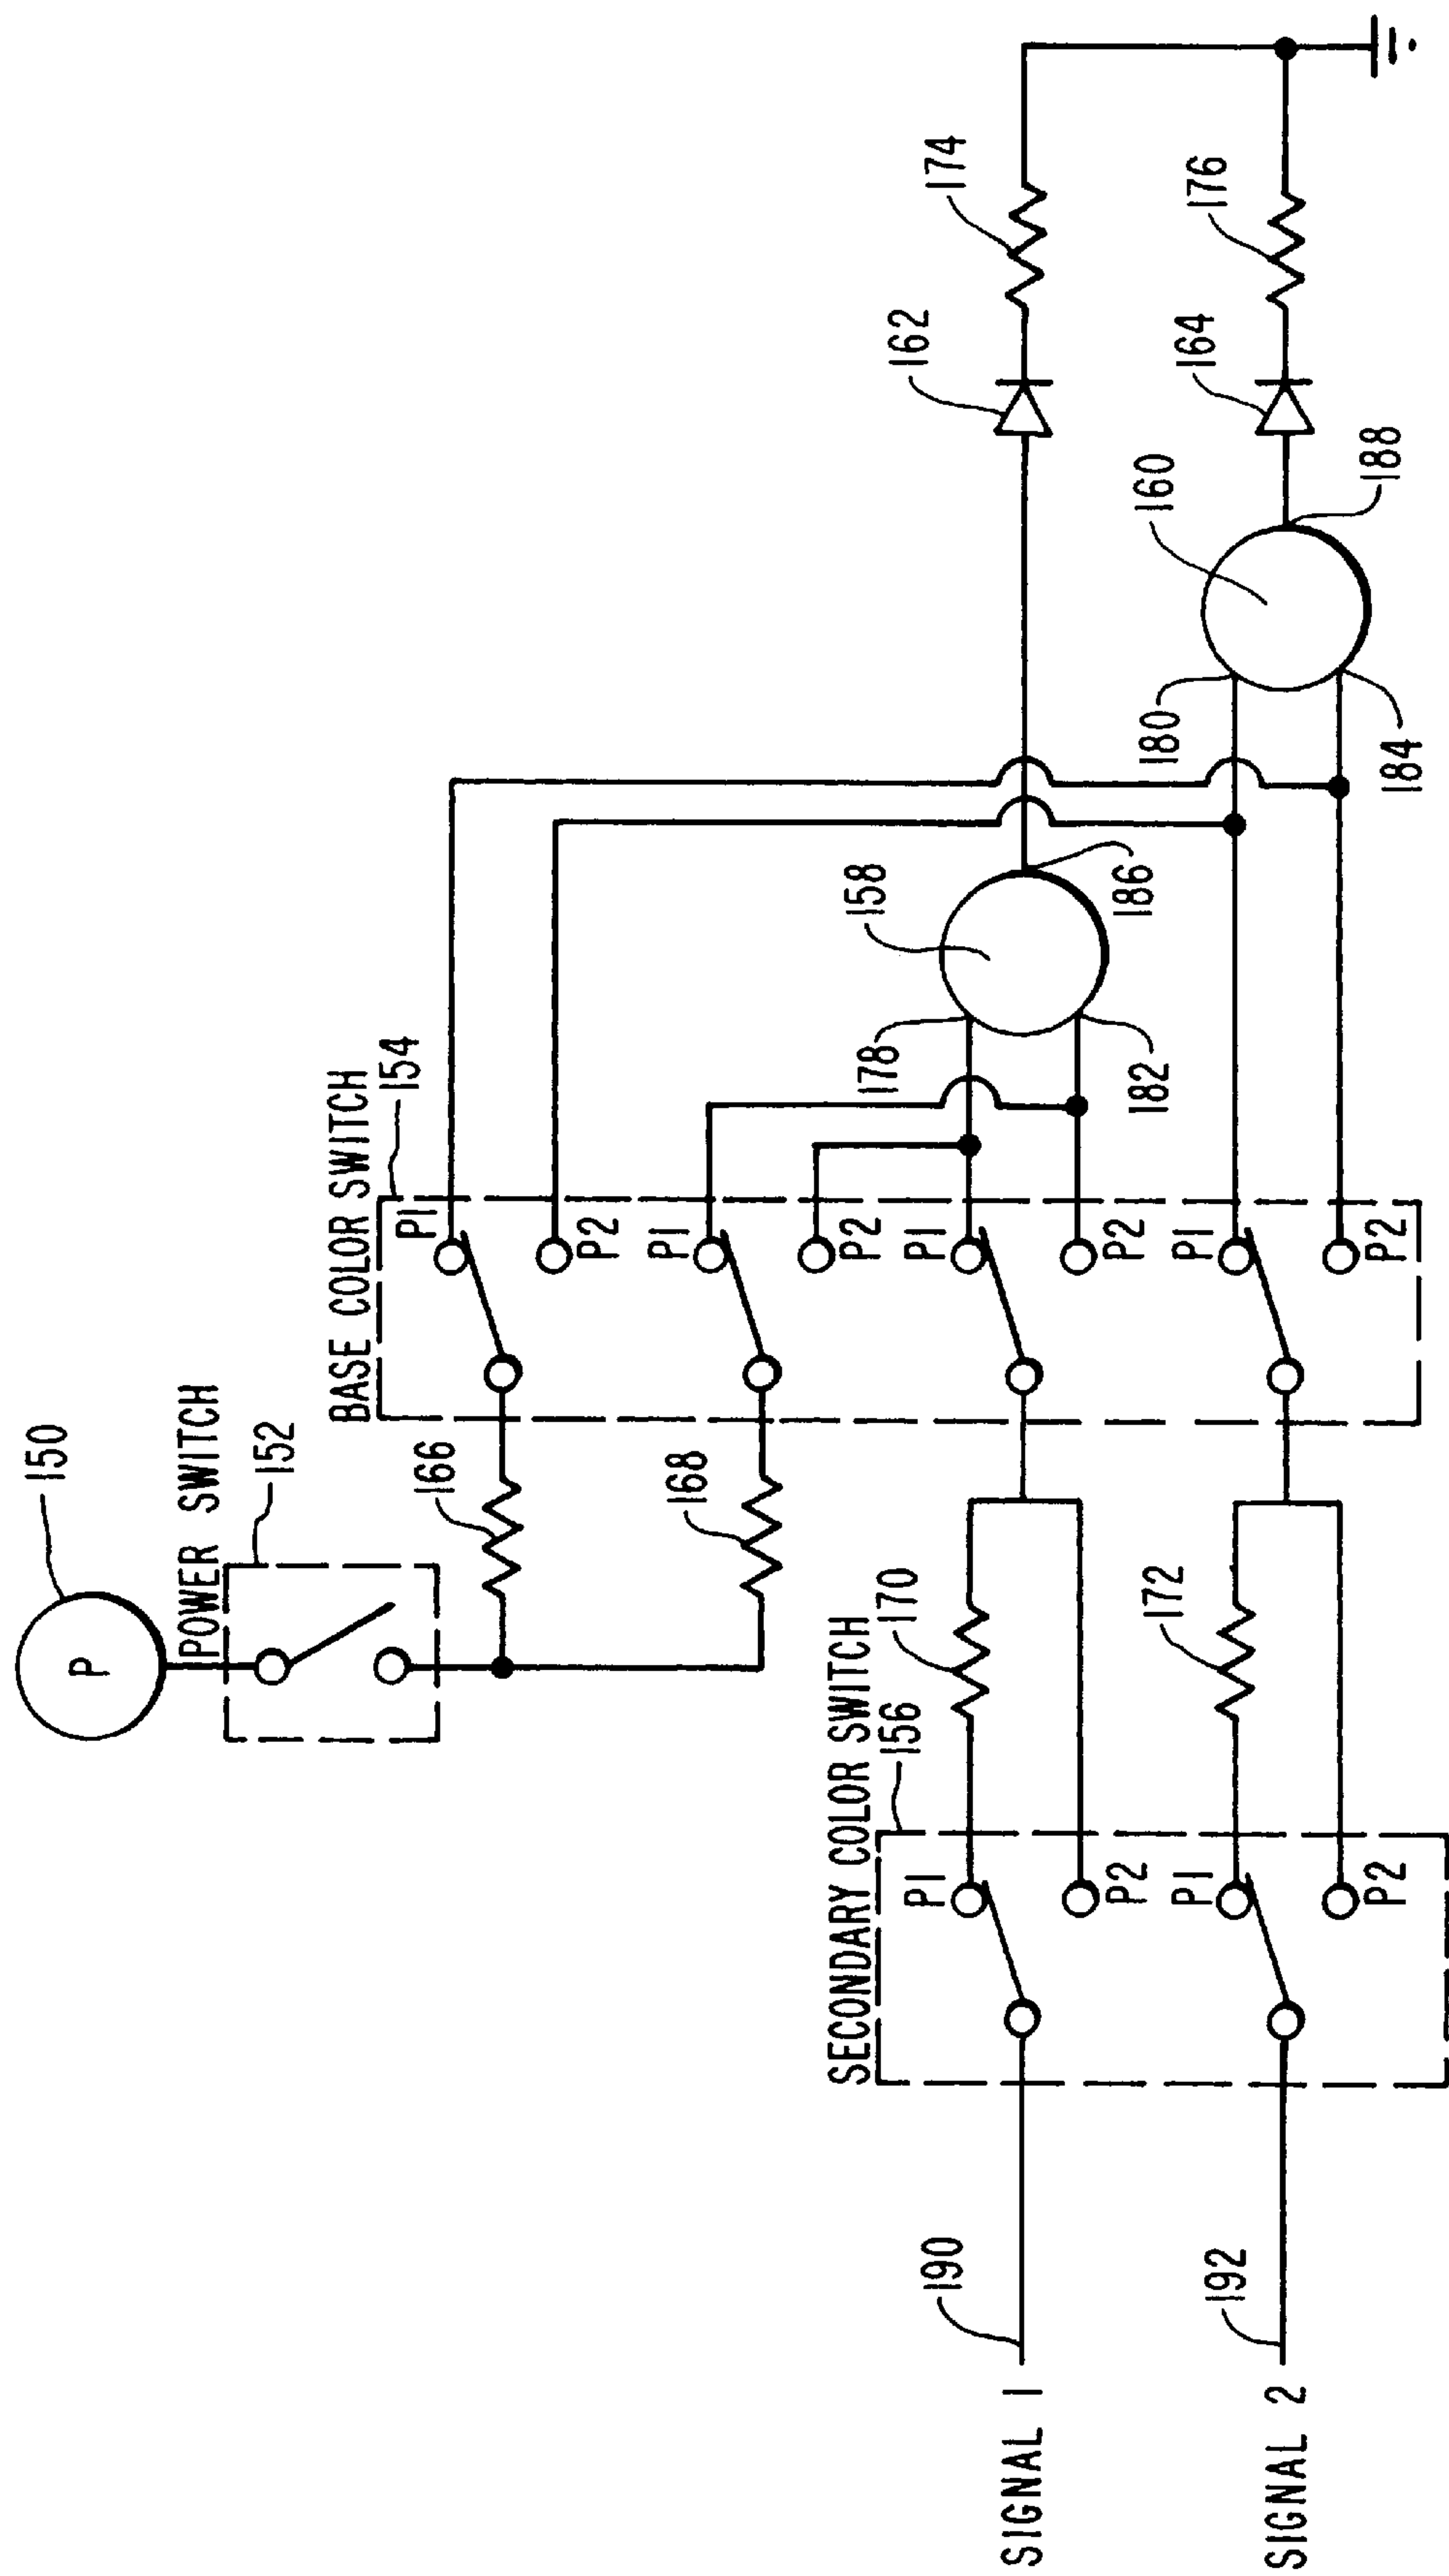 150
P
POWER SWITCH
152
BASE COLOR SWITCH
154
166
168
P1
P2
P1
P2
P1
P2
P1
P2
SECONDARY COLOR SWITCH
156
170
172
P1
P2
P1
P2
158
178
182
186
160
180
184
188
162
164
174
176
SIGNAL 1
190
SIGNAL 2
192